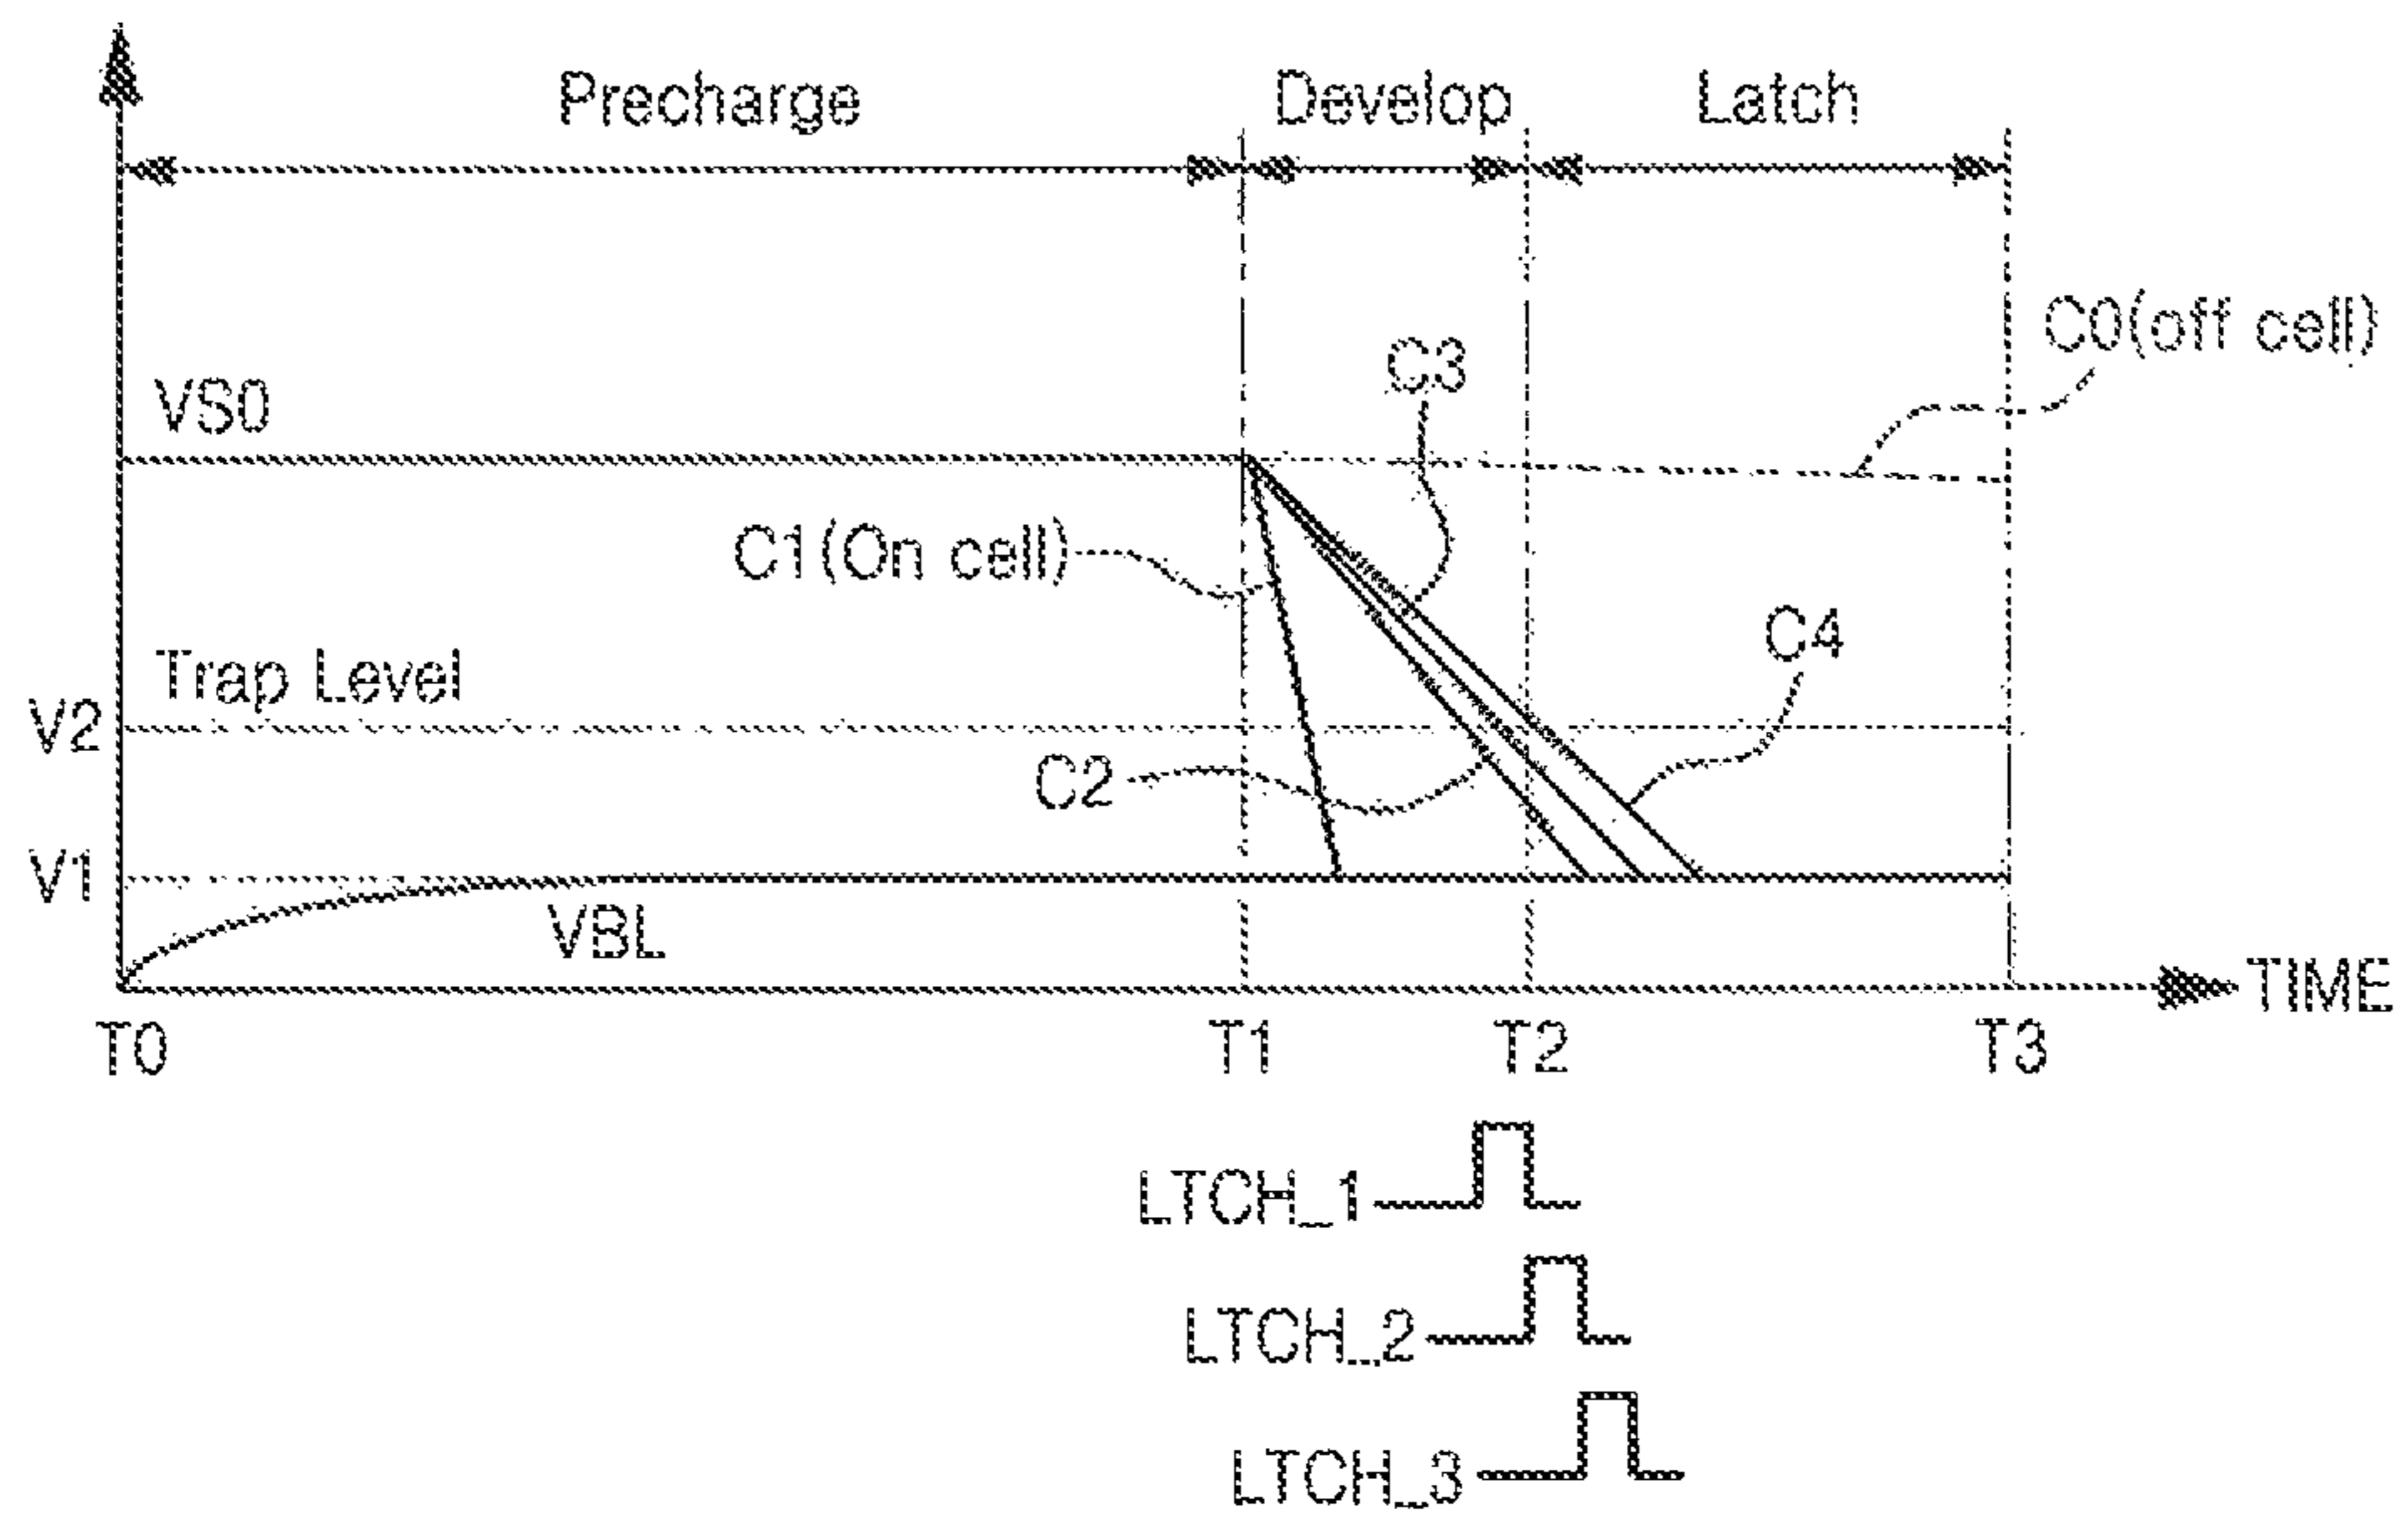 Precharge Develop Latch
C0(off cell)
C3
VS0
C1(On cell)
C4
Trap Level
V2
C2
V1
VBL
TIME
T0 T1 T2 T3
LTCH_1
LTCH_2
LTCH_3